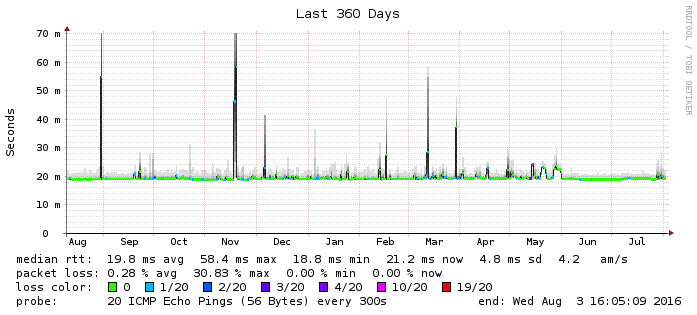 Last 360 Days
RRDTOOL / TOBI OETIKER
Seconds
70 m
60 m
50 m
40 m
30 m
20 m
10 m
0
Aug Sep Oct Nov Dec Jan Feb Mar Apr May Jun Jul
median rtt: 19.8 ms avg 58.4 ms max 18.8 ms min 21.2 ms now 4.8 ms sd 4.2 am/s
packet loss: 0.28 % avg 30.83 % max 0.00 % min 0.00 % now
loss color: 0 1/20 2/20 3/20 4/20 10/20 19/20
probe: 20 ICMP Echo Pings (56 Bytes) every 300s end: Wed Aug 3 16:05:09 2016